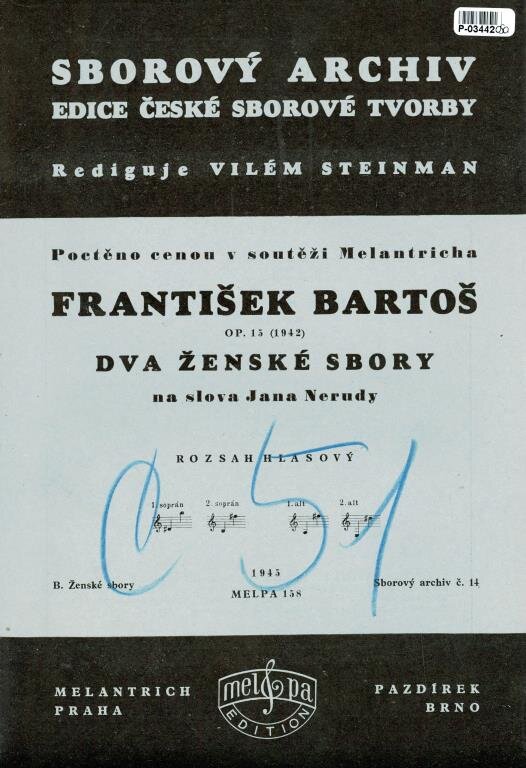 P-03442
SBOROVÝ ARCHIV
EDICE ČESKÉ SBOROVÉ TVORBY
Rediguje VILÉM STEINMAN
Poctěno cenou v soutěži Melantricha
FRANTIŠEK BARTOŠ
OP. 15 (1942)
DVA ŽENSKÉ SBORY
na slova Jana Nerudy
ROZSAH HLASOVÝ
1. soprán 2. soprán 1. alt 2. alt
C 51
1945
B. Ženské sbory Sborový archiv č. 14
MELPA 158
MELANTRICH PAZDÍREK
PRAHA BRNO
melpa
EDITION